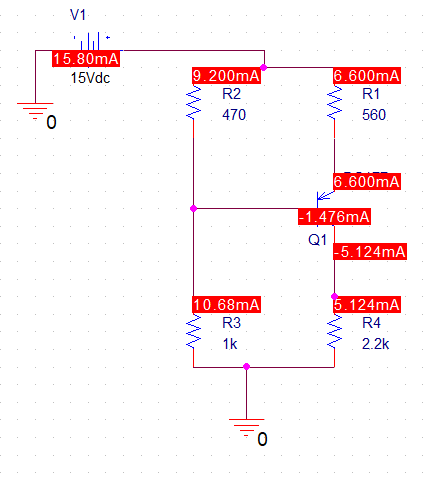 V1
15.80mA
15Vdc
0
9.200mA
6.600mA
R2
R1
470
560
6.600mA
-1.476mA
Q1
-5.124mA
10.68mA
5.124mA
R3
R4
1k
2.2k
0